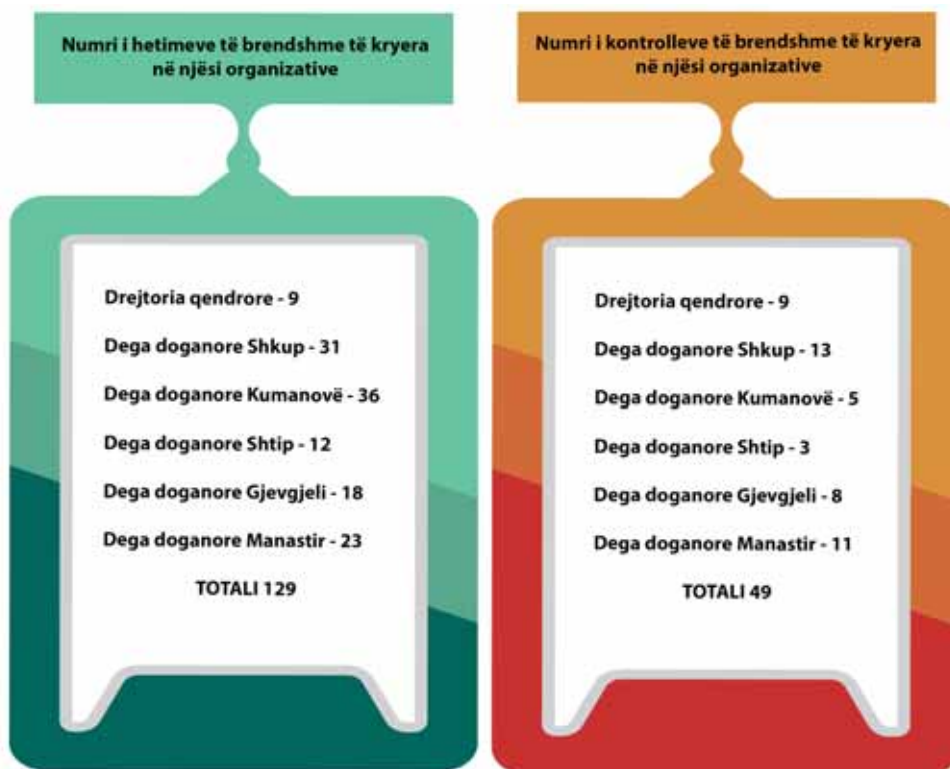 Numri i hetimeve të brendshme të kryera
në njësi organizative
Drejtoria qendrore - 9
Dega doganore Shkup - 31
Dega doganore Kumanovë - 36
Dega doganore Shtip - 12
Dega doganore Gjevgjeli - 18
Dega doganore Manastir - 23
TOTALI 129
Numri i kontrolleve të brendshme të kryera
në njësi organizative
Drejtoria qendrore - 9
Dega doganore Shkup - 13
Dega doganore Kumanovë - 5
Dega doganore Shtip - 3
Dega doganore Gjevgjeli - 8
Dega doganore Manastir - 11
TOTALI 49